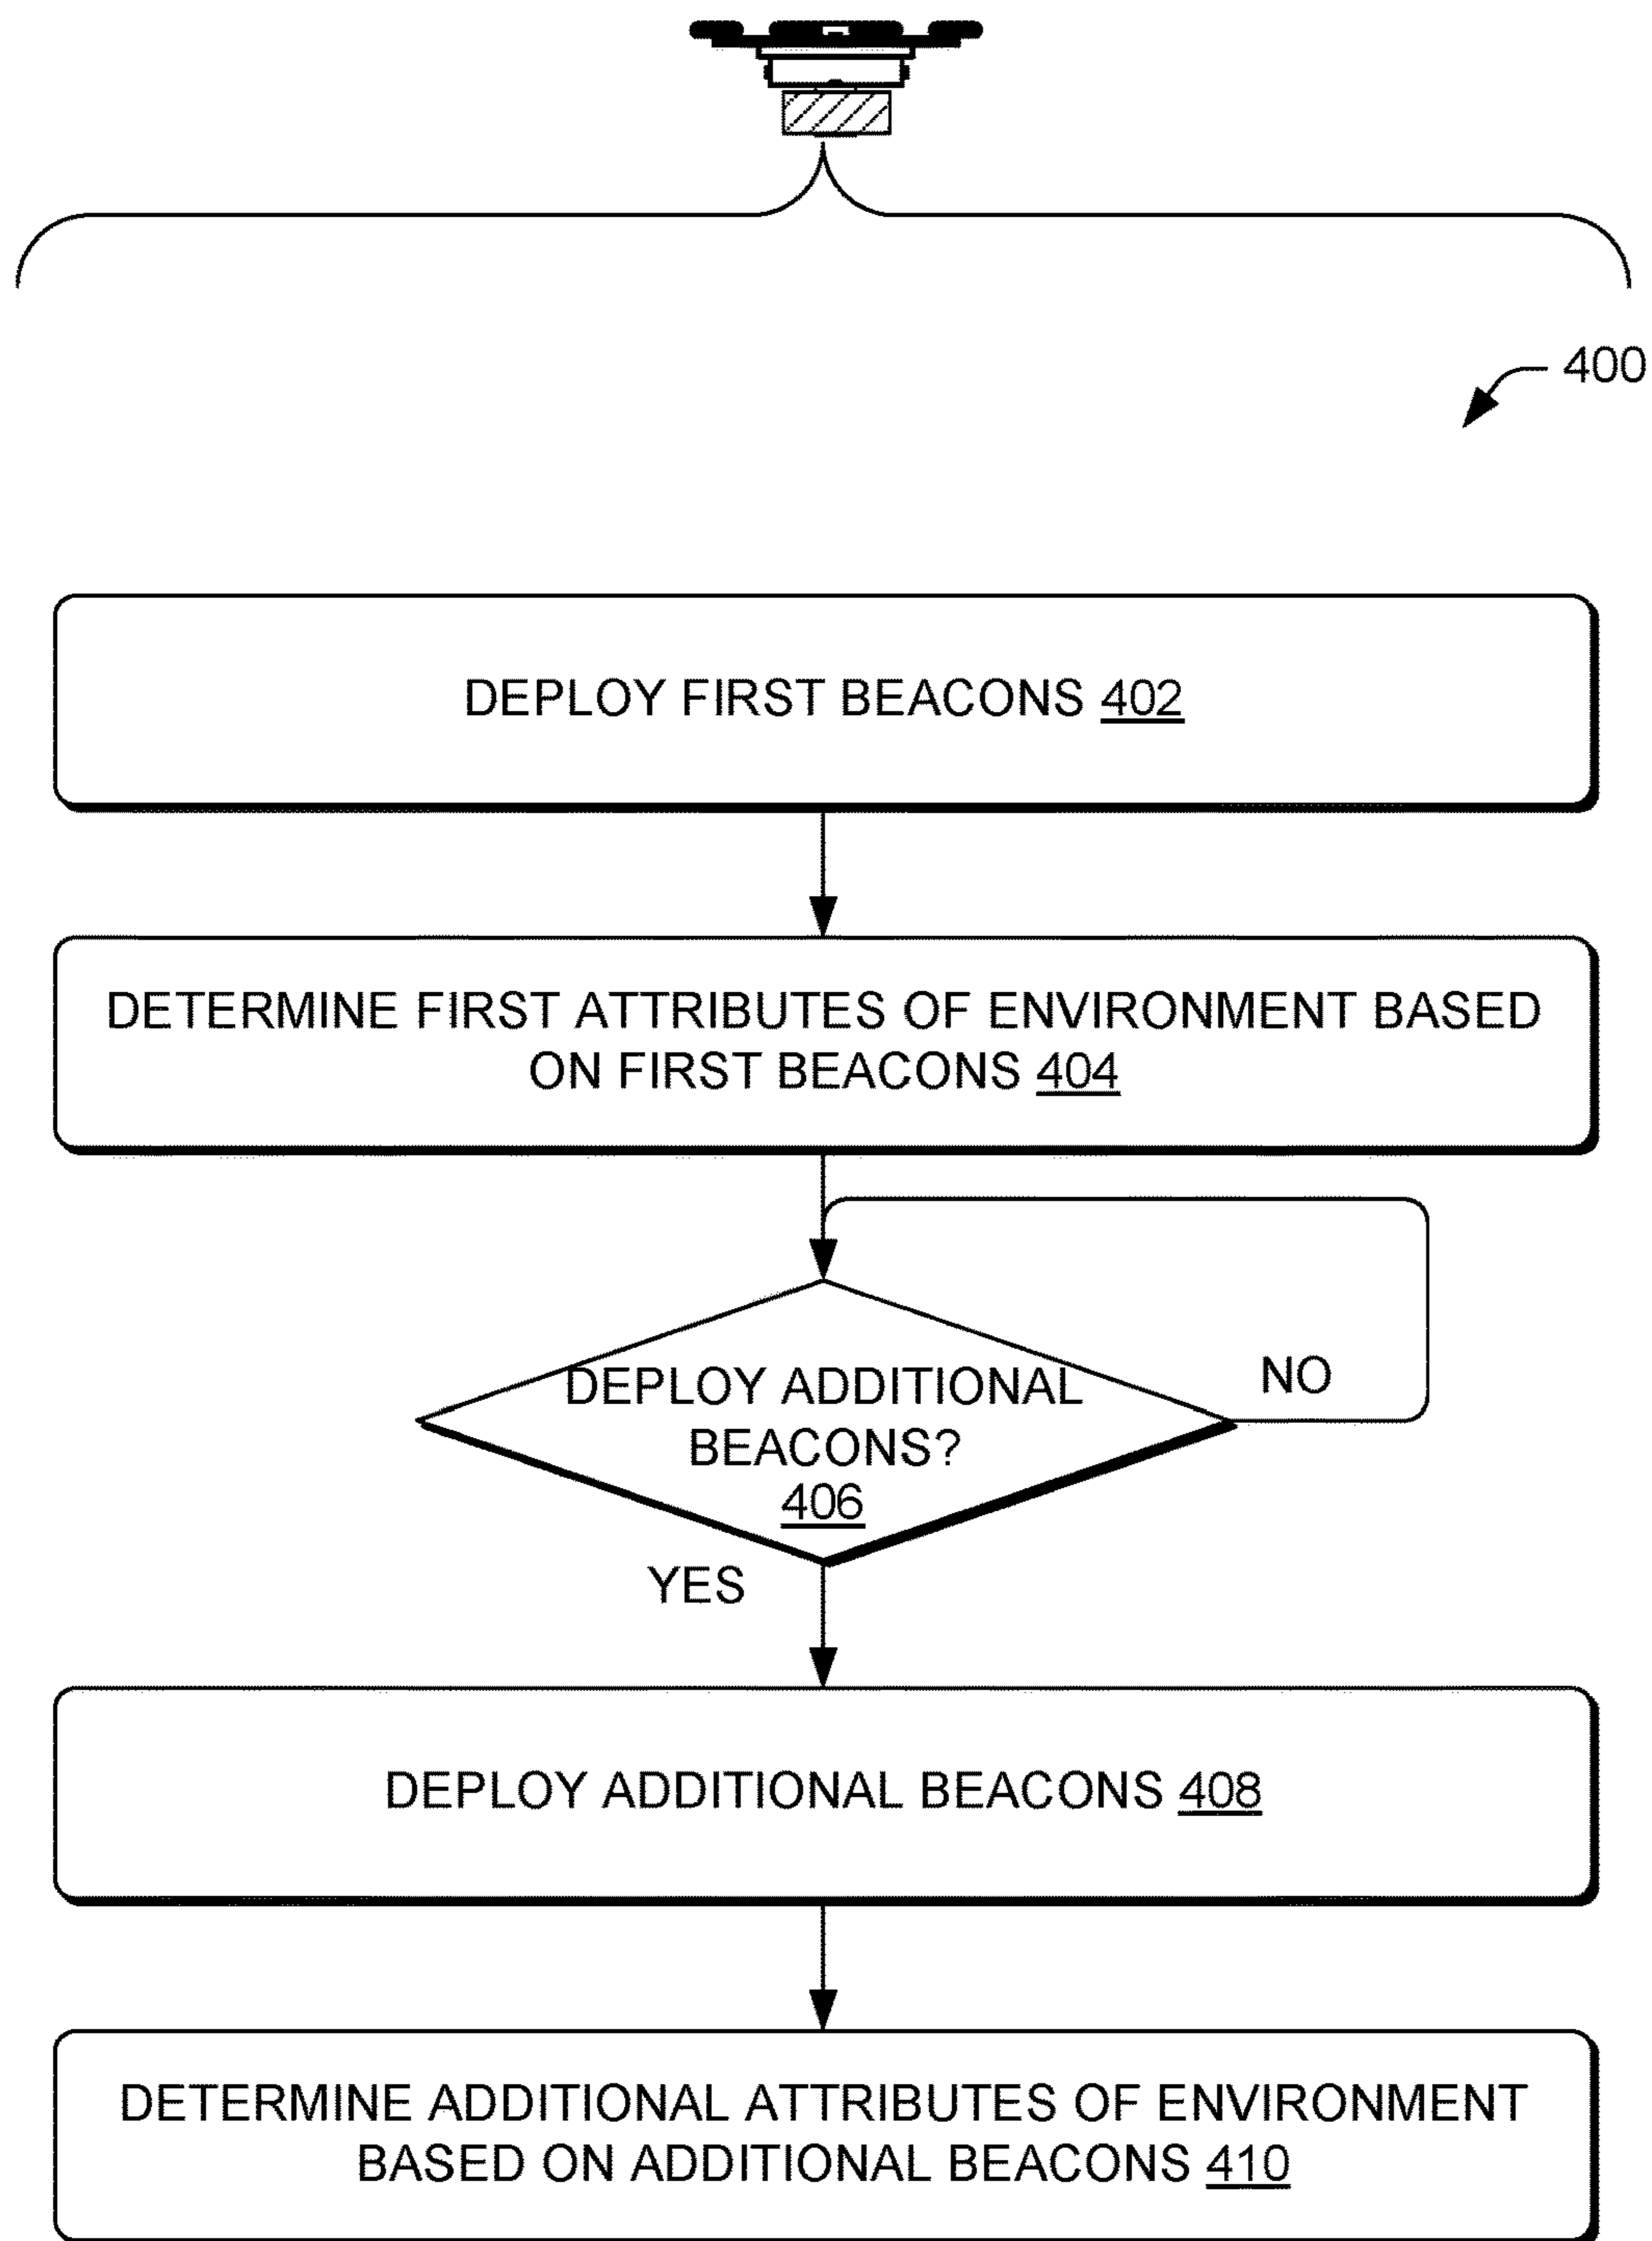 400
DEPLOY FIRST BEACONS 402
DETERMINE FIRST ATTRIBUTES OF ENVIRONMENT BASED
ON FIRST BEACONS 404
DEPLOY ADDITIONAL
BEACONS?
406
NO
YES
DEPLOY ADDITIONAL BEACONS 408
DETERMINE ADDITIONAL ATTRIBUTES OF ENVIRONMENT
BASED ON ADDITIONAL BEACONS 410